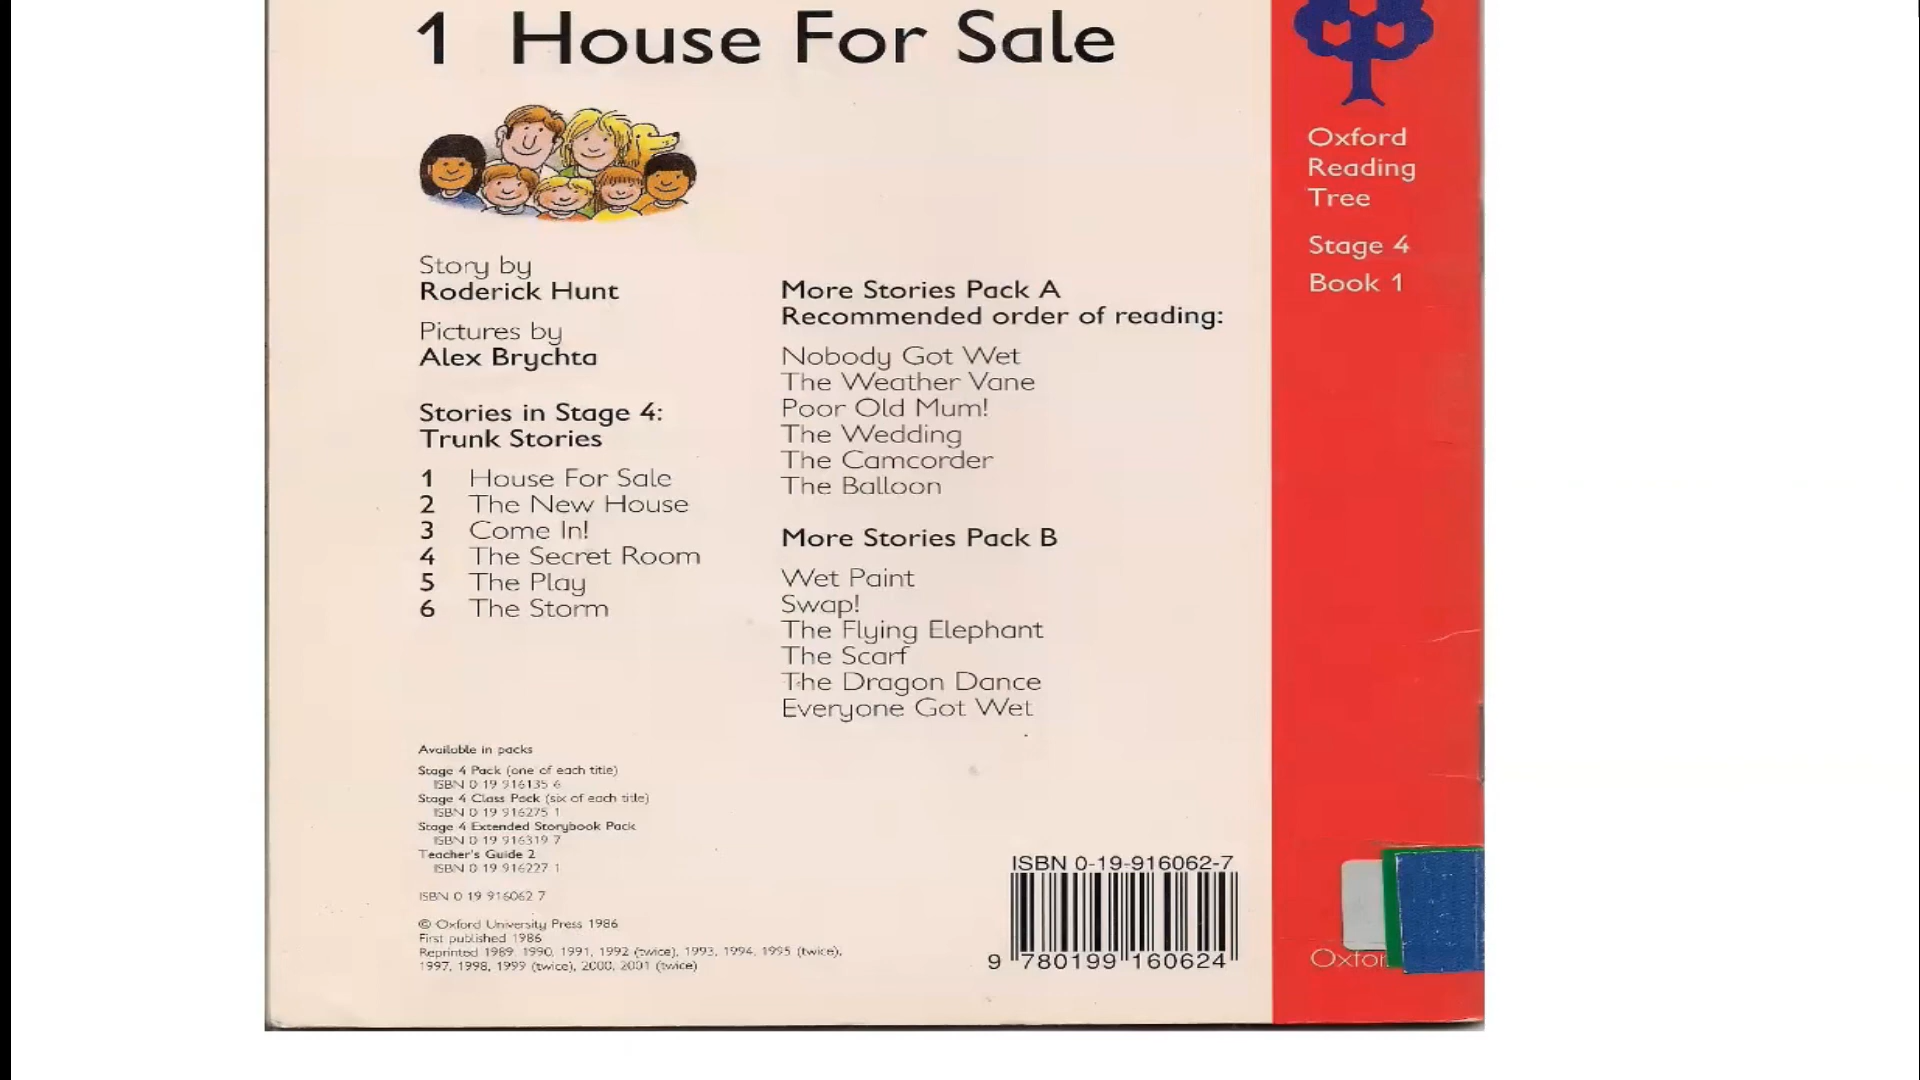 1 House For Sale
Story by
Roderick Hunt
Pictures by
Alex Brychta
Stories in Stage 4:
Trunk Stories
1 House For Sale
2 The New House
3 Come In!
4 The Secret Room
5 The Play
6 The Storm
More Stories Pack A
Recommended order of reading:
Nobody Got Wet
The Weather Vane
Poor Old Mum!
The Wedding
The Camcorder
The Balloon
More Stories Pack B
Wet Paint
Swap!
The Flying Elephant
The Scarf
The Dragon Dance
Everyone Got Wet
Available in packs
Stage 4 Pack (one of each title)
ISBN 0 19 916135 6
Stage 4 Class Pack (six of each title)
ISBN 0 19 916275 1
Stage 4 Extended Storybook Pack
ISBN 0 19 916319 7
Teacher's Guide 2
ISBN 0 19 916227 1
ISBN 0 19 916062 7
© Oxford University Press 1986
First published 1986
Reprinted 1989, 1990, 1991, 1992 (twice), 1993, 1994, 1995 (twice),
1997, 1998, 1999 (twice), 2000, 2001 (twice)
ISBN 0-19-916062-7
9 780199 160624
Oxford
Reading
Tree
Stage 4
Book 1